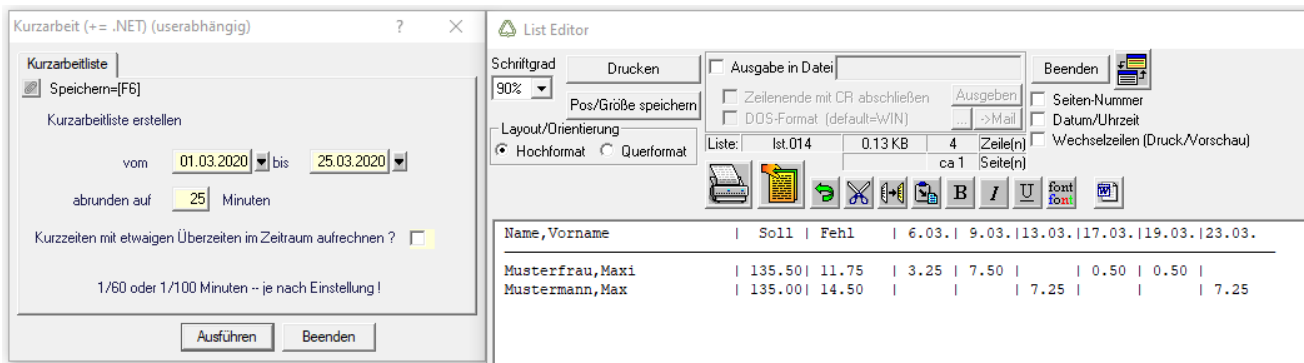 Kurzarbeit (+= .NET) (userabhängig) ?
Kurzarbeitliste
Speichern=[F6]
Kurzarbeitliste erstellen
vom 01.03.2020 bis 25.03.2020
abrunden auf 25 Minuten
Kurzzeiten mit etwaigen Überzeiten im Zeitraum aufrechnen ?
1/60 oder 1/100 Minuten -- je nach Einstellung !
Ausführen Beenden
List Editor
Schriftgrad
90%
Drucken
Pos/Größe speichern
Layout/Orientierung
Hochformat Querformat
Ausgabe in Datei
Zeilenende mit CR abschließen Ausgeben
DOS-Format (default=WIN) ... ->Mail
Liste: lst.014 0.13 KB 4 Zeile(n)
ca 1 Seite(n)
Beenden
Seiten-Nummer
Datum/Uhrzeit
Wechselzeilen (Druck/Vorschau)
B I U font
font
W
Name,Vorname | Soll | Fehl | 6.03.| 9.03.|13.03.|17.03.|19.03.|23.03.
Musterfrau,Maxi | 135.50| 11.75 | 3.25 | 7.50 | | 0.50 | 0.50 |
Mustermann,Max | 135.00| 14.50 | | | 7.25 | | | 7.25